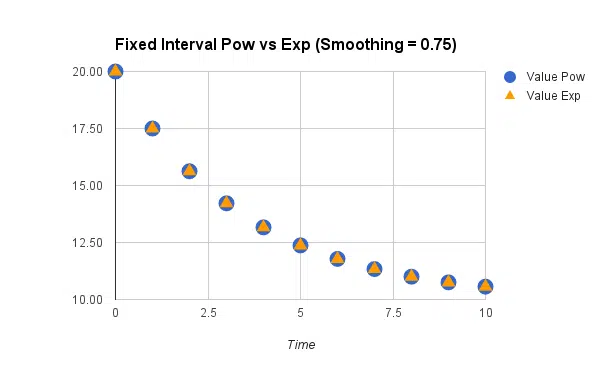 Fixed Interval Pow vs Exp (Smoothing = 0.75)
20.00
17.50
15.00
12.50
10.00
0
2.5
5
7.5
10
Time
Value Pow
Value Exp